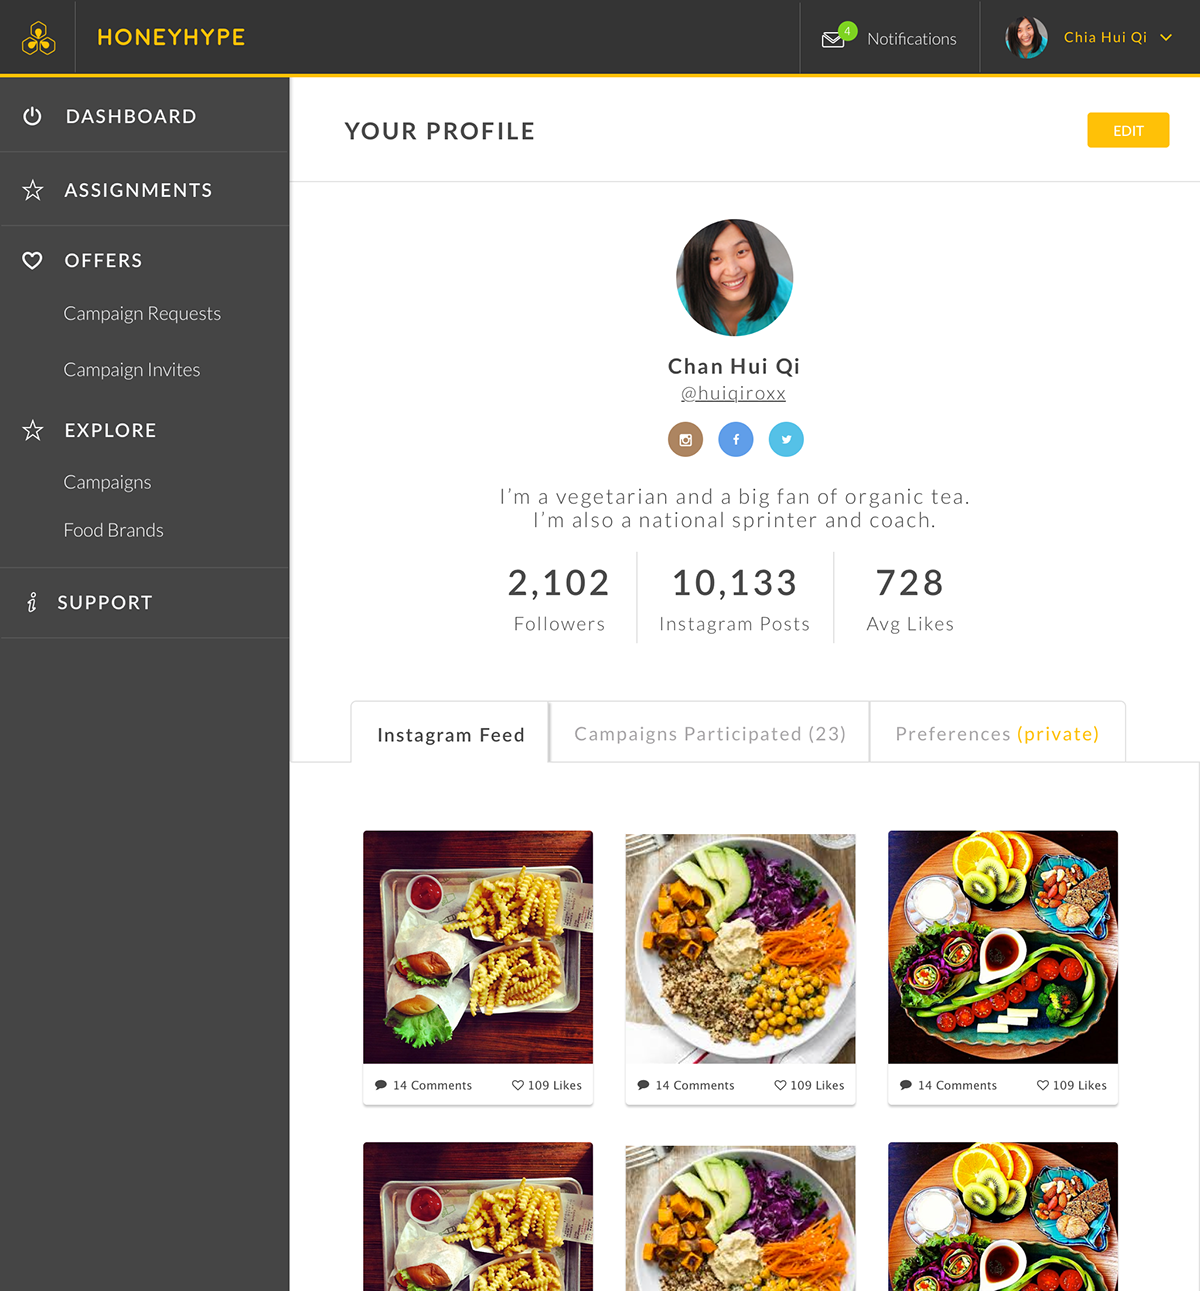 HONEYHYPE
4
Notifications
Chia Hui Qi
DASHBOARD
ASSIGNMENTS
OFFERS
Campaign Requests
Campaign Invites
EXPLORE
Campaigns
Food Brands
SUPPORT
YOUR PROFILE
EDIT
Chan Hui Qi
@huiqiroxx
I'm a vegetarian and a big fan of organic tea.
I'm also a national sprinter and coach.
2,102
Followers
10,133
Instagram Posts
728
Avg Likes
Instagram Feed
Campaigns Participated (23)
Preferences (private)
14 Comments
109 Likes
14 Comments
109 Likes
14 Comments
109 Likes